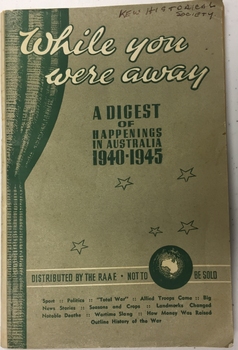 KEW HISTORICAL
SOCIETY.
While you
were away
A DIGEST
OF
HAPPENINGS
IN AUSTRALIA
1940-1945
DISTRIBUTED BY THE R.A.A.F. · NOT TO BE SOLD
Sport :: Politics :: "Total War" :: Allied Troops Come :: Big
News Stories :: Seasons and Crops :: Landmarks Changed
Notable Deaths :: Wartime Slang :: How Money Was Raised
Outline History of the War